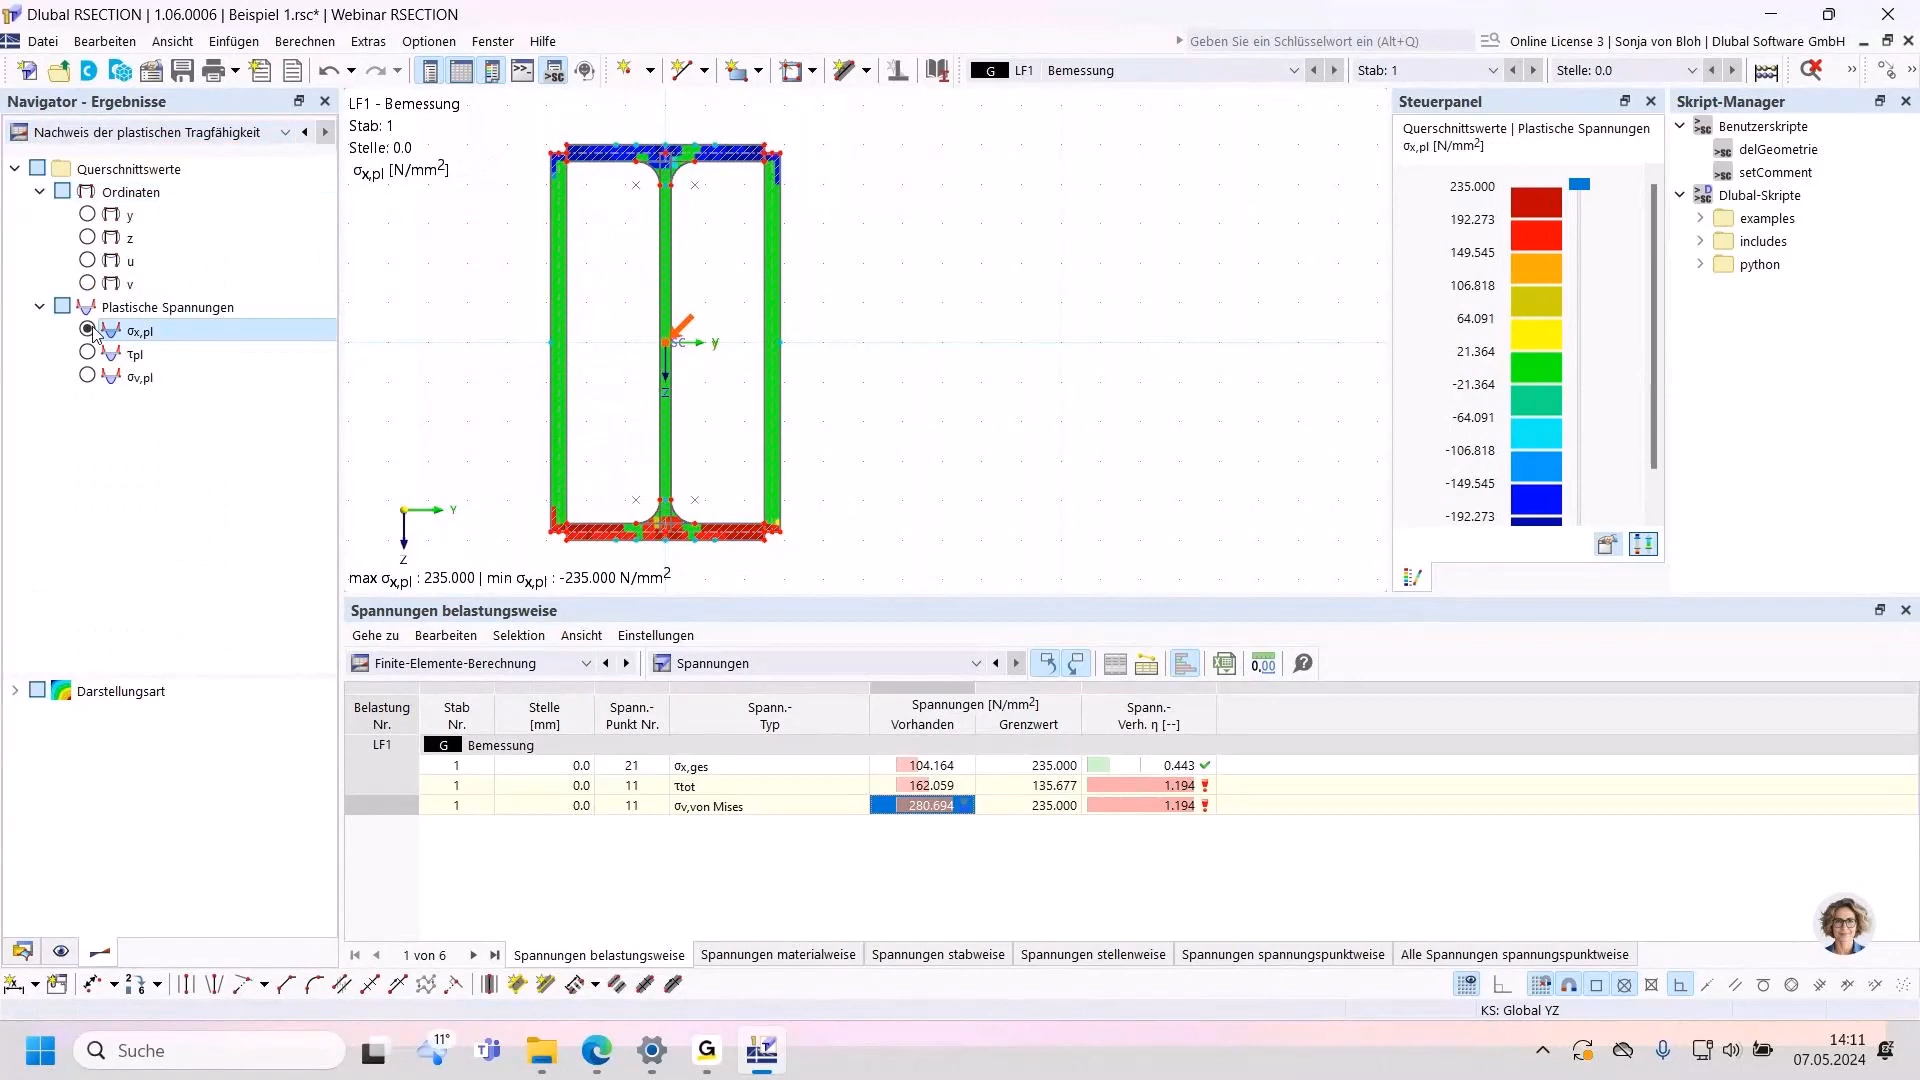 Dlubal RSECTION | 1.06.0006 | Beispiel 1.rsc* | Webinar RSECTION
Datei Bearbeiten Ansicht Einfügen Berechnen Extras Optionen Fenster Hilfe
Geben Sie ein Schlüsselwort ein (Alt+Q)
Online License 3 | Sonja von Bloh | Dlubal Software GmbH
G LF1 Bemessung
Stab: 1
Stelle: 0.0
Navigator - Ergebnisse
Nachweis der plastischen Tragfähigkeit
Querschnittswerte
Ordinaten
y
z
u
v
Plastische Spannungen
σx,pl
τpl
σv,pl
Darstellungsart
LF1 - Bemessung
Stab: 1
Stelle: 0.0
σx,pl [N/mm2]
SC
y
z
Y
Z
max σx,pl : 235.000 | min σx,pl : -235.000 N/mm2
Steuerpanel
Querschnittswerte | Plastische Spannungen
σx,pl [N/mm2]
235.000
192.273
149.545
106.818
64.091
21.364
-21.364
-64.091
-106.818
-149.545
-192.273
Skript-Manager
Benutzerskripte
delGeometrie
setComment
Dlubal-Skripte
examples
includes
python
Spannungen belastungsweise
Gehe zu Bearbeiten Selektion Ansicht Einstellungen
Finite-Elemente-Berechnung
Spannungen
0,00
Belastung Stab Stelle Spann.- Spann.- Spannungen [N/mm2] Spann.-
Nr. Nr. [mm] Punkt Nr. Typ Vorhanden Grenzwert Verh. η [--]
LF1 G Bemessung
1 0.0 21 σx,ges 104.164 235.000 0.443
1 0.0 11 τtot 162.059 135.677 1.194
1 0.0 11 σv,von Mises 280.694 235.000 1.194
1 von 6
Spannungen belastungsweise Spannungen materialweise Spannungen stabweise Spannungen stellenweise Spannungen spannungspunktweise Alle Spannungen spannungspunktweise
KS: Global YZ
Suche
11°
14:11
07.05.2024